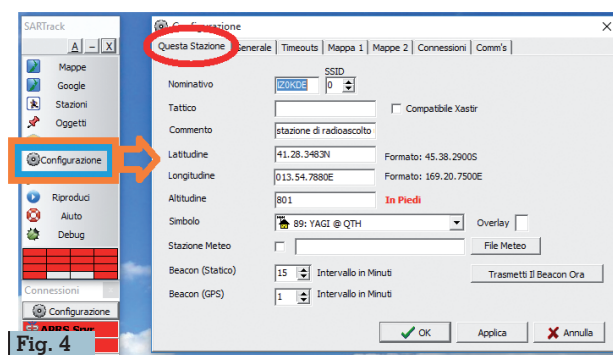 SARTrack
A - X
Mappe
Google
Stazioni
Oggetti
Configurazione
Riproduci
Aiuto
Debug
Connessioni
Configurazione
APRS Srvr
Fig. 4
Configurazione
Questa Stazione Generale Timeouts Mappa 1 Mappe 2 Connessioni Comm's
SSID
Nominativo IZ0KDE 0
Tattico Compatibile Xastir
Commento stazione di radioascolto
Latitudine 41.28.3483N Formato: 45.38.2900S
Longitudine 013.54.7880E Formato: 169.20.7500E
Altitudine 801 In Piedi
Simbolo 89: YAGI @ QTH Overlay
Stazione Meteo File Meteo
Beacon (Statico) 15 Intervallo in Minuti Trasmetti Il Beacon Ora
Beacon (GPS) 1 Intervallo in Minuti
OK Applica Annulla